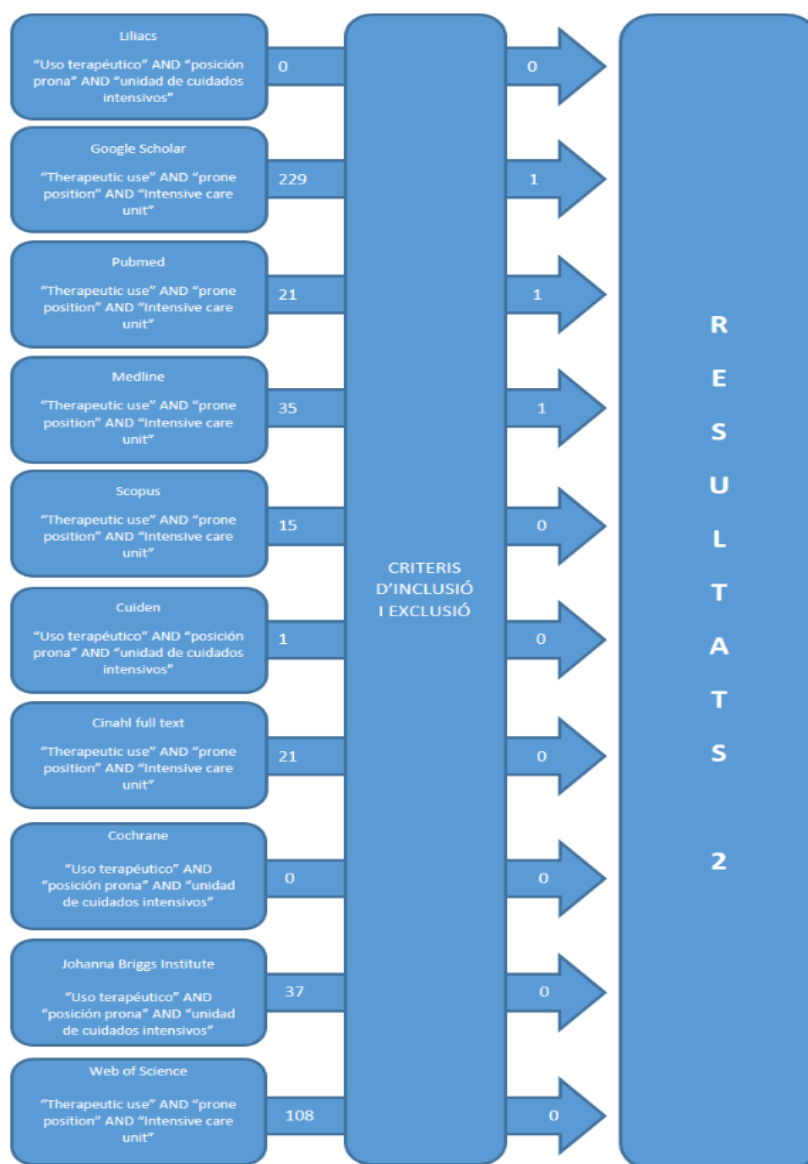 Liliacs
“Uso terapéutico” AND “posición
prona” AND “unidad de cuidados
intensivos”
0
0
Google Scholar
“Therapeutic use” AND “prone
position” AND “Intensive care
unit”
229
1
Pubmed
“Therapeutic use” AND “prone
position” AND “Intensive care
unit”
21
1
Medline
“Therapeutic use” AND “prone
position” AND “Intensive care
unit”
35
1
Scopus
“Therapeutic use” AND “prone
position” AND “Intensive care
unit”
15
0
Cuiden
“Uso terapéutico” AND “posición
prona” AND “unidad de cuidados
intensivos”
1
0
Cinahl full text
“Therapeutic use” AND “prone
position” AND “Intensive care
unit”
21
0
Cochrane
“Uso terapéutico” AND
“posición prona” AND “unidad
de cuidados intensivos”
0
0
Johanna Briggs Institute
“Uso terapéutico” AND
“posición prona” AND “unidad
de cuidados intensivos”
37
0
Web of Science
“Therapeutic use” AND “prone
position” AND “Intensive care
unit”
108
0
CRITERIS
D’INCLUSIÓ
I EXCLUSIÓ
R
E
S
U
L
T
A
T
S
2